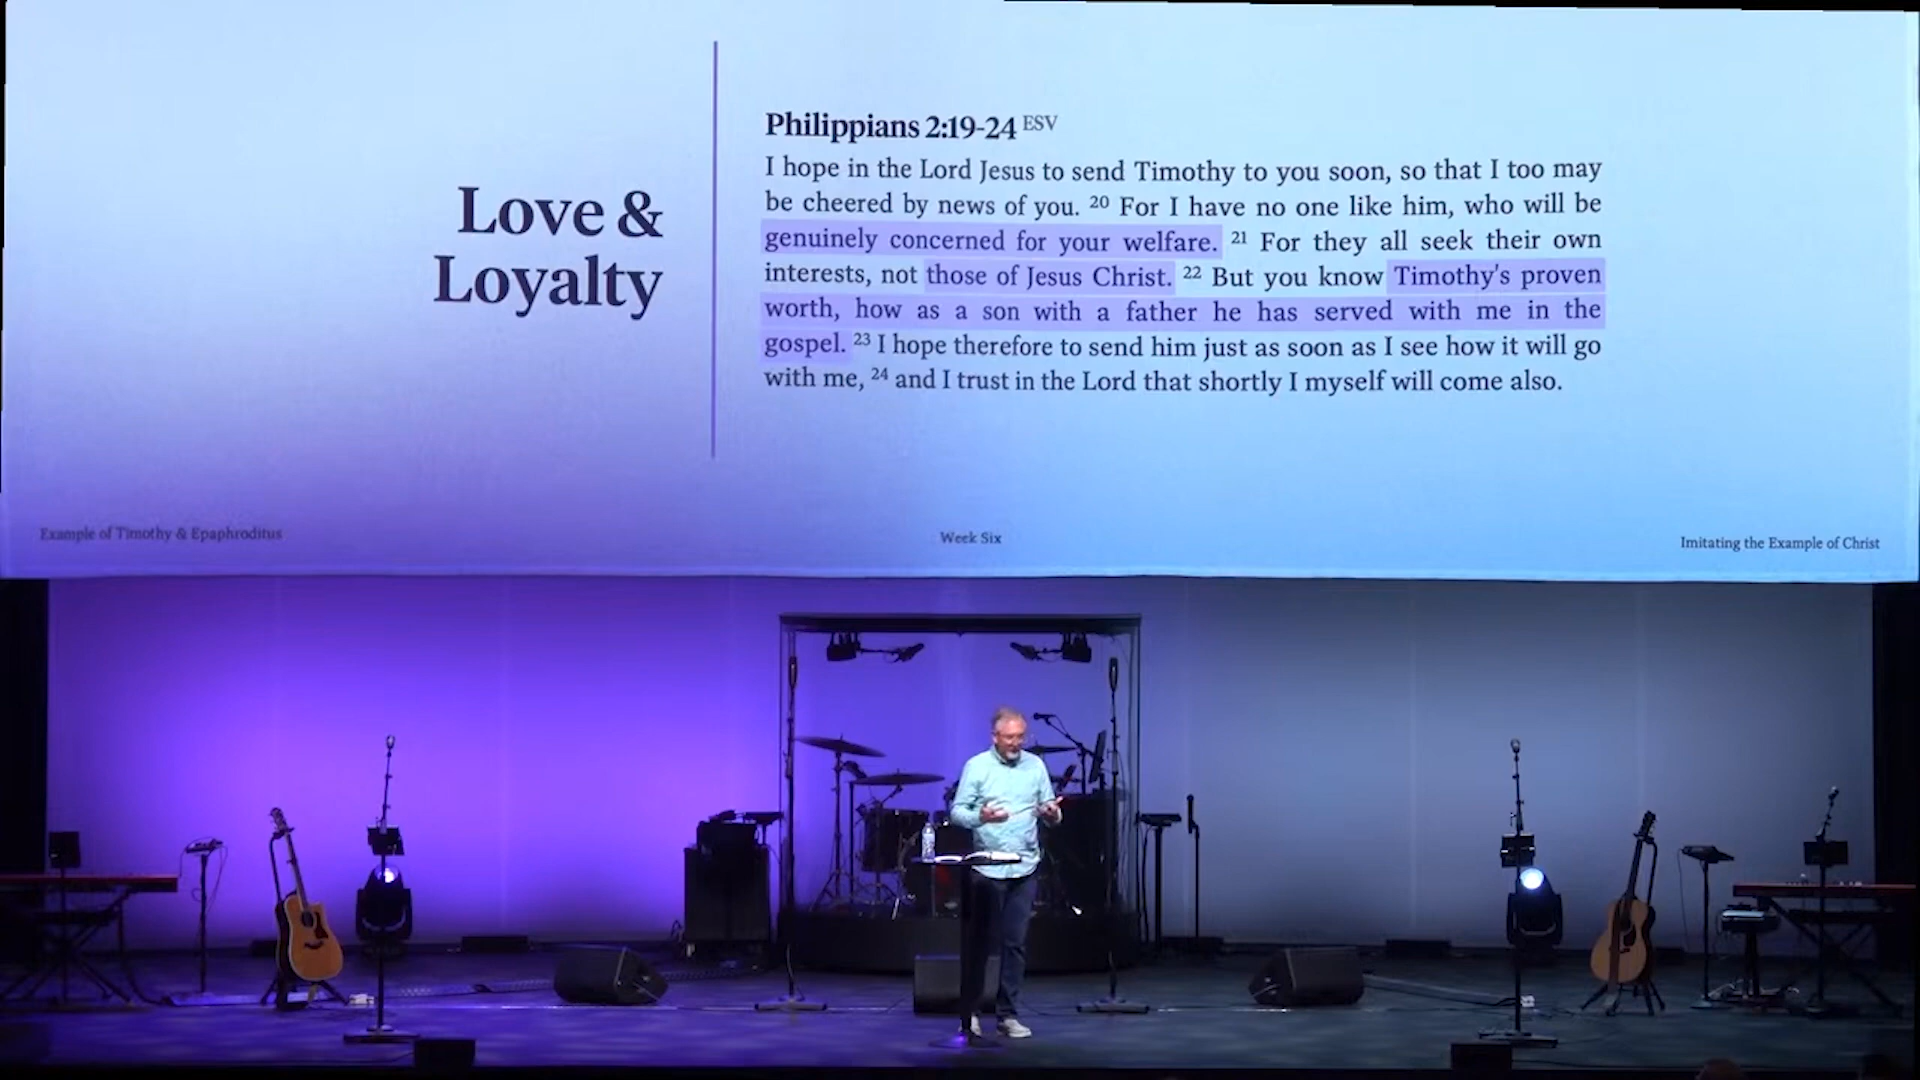 Love &
Loyalty
Philippians 2:19-24 ESV
I hope in the Lord Jesus to send Timothy to you soon, so that I too may
be cheered by news of you. 20 For I have no one like him, who will be
genuinely concerned for your welfare. 21 For they all seek their own
interests, not those of Jesus Christ. 22 But you know Timothy's proven
worth, how as a son with a father he has served with me in the
gospel. 23 I hope therefore to send him just as soon as I see how it will go
with me, 24 and I trust in the Lord that shortly I myself will come also.
Example of Timothy & Epaphroditus
Week Six
Imitating the Example of Christ